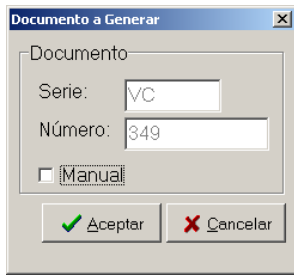 Documento a Generar
Documento
Serie: VC
Número: 349
Manual
Aceptar Cancelar